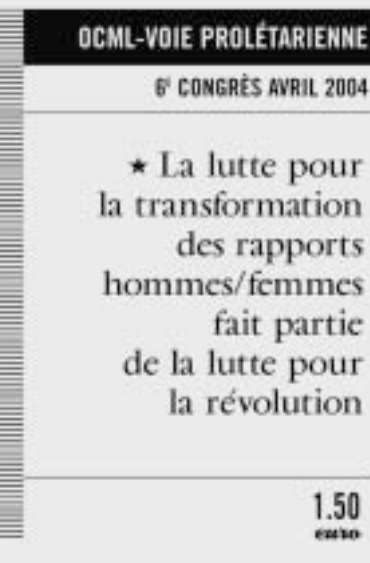 OCML-VOIE PROLÉTARIENNE
6e CONGRÈS AVRIL 2004
★ La lutte pour
la transformation
des rapports
hommes/femmes
fait partie
de la lutte pour
la révolution
1.50
euro